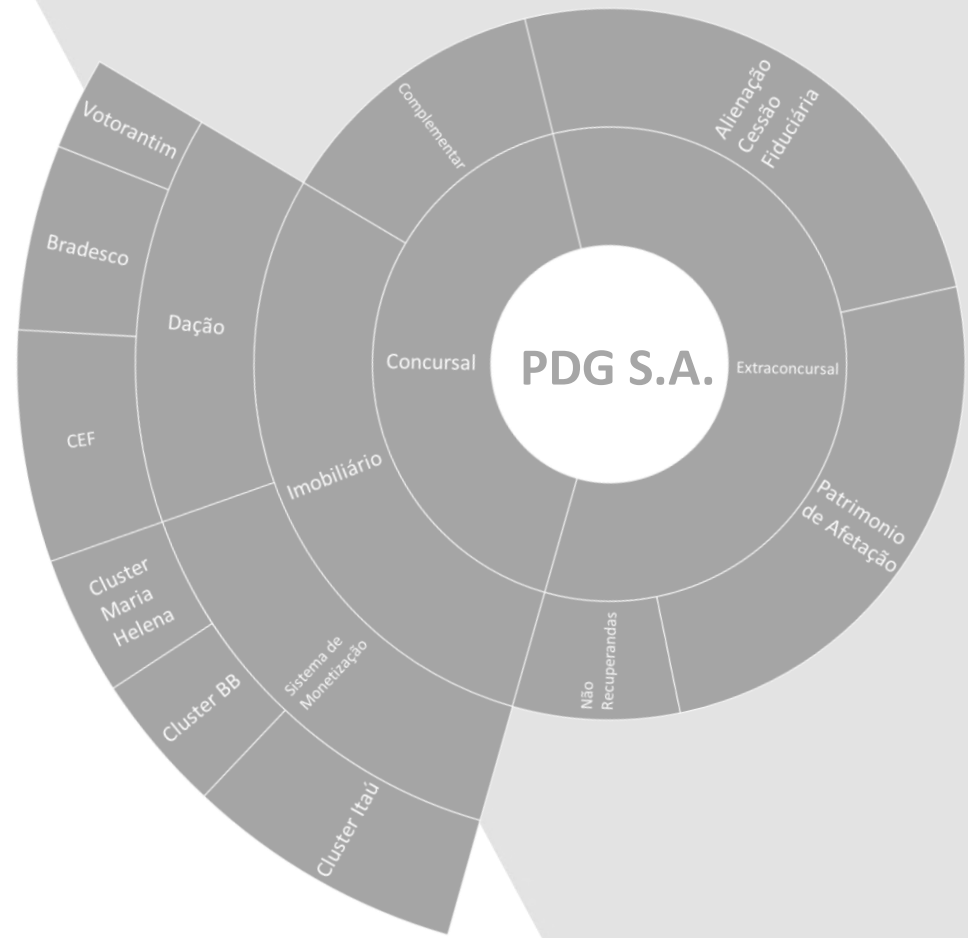 PDG S.A.
Concursal
Extraconcursal
Complementar
Imobiliário
Alienação
Cessão
Fiduciária
Patrimonio
de Afetação
Não
Recuperandas
Dação
Sistema de
Monetização
Votorantim
Bradesco
CEF
Cluster
Maria
Helena
Cluster BB
Cluster Itaú